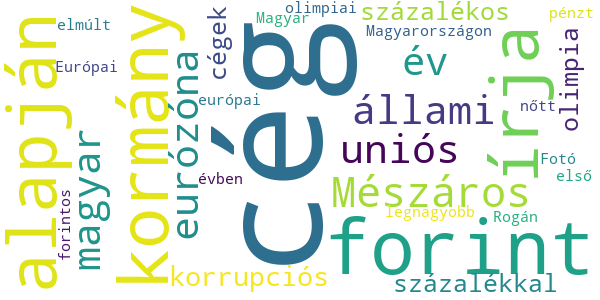 alapján
elmúlt
Európai
forintos
magyar
kormány
eurózóna
cégek
európai
évben
Magyar
olimpiai
cég
százalékos
Magyarországon
pénzt
év
írja
olimpia
állami
nőtt
uniós
Fotó
első
Mészáros
legnagyobb
Rogán
forint
korrupciós
százalékkal